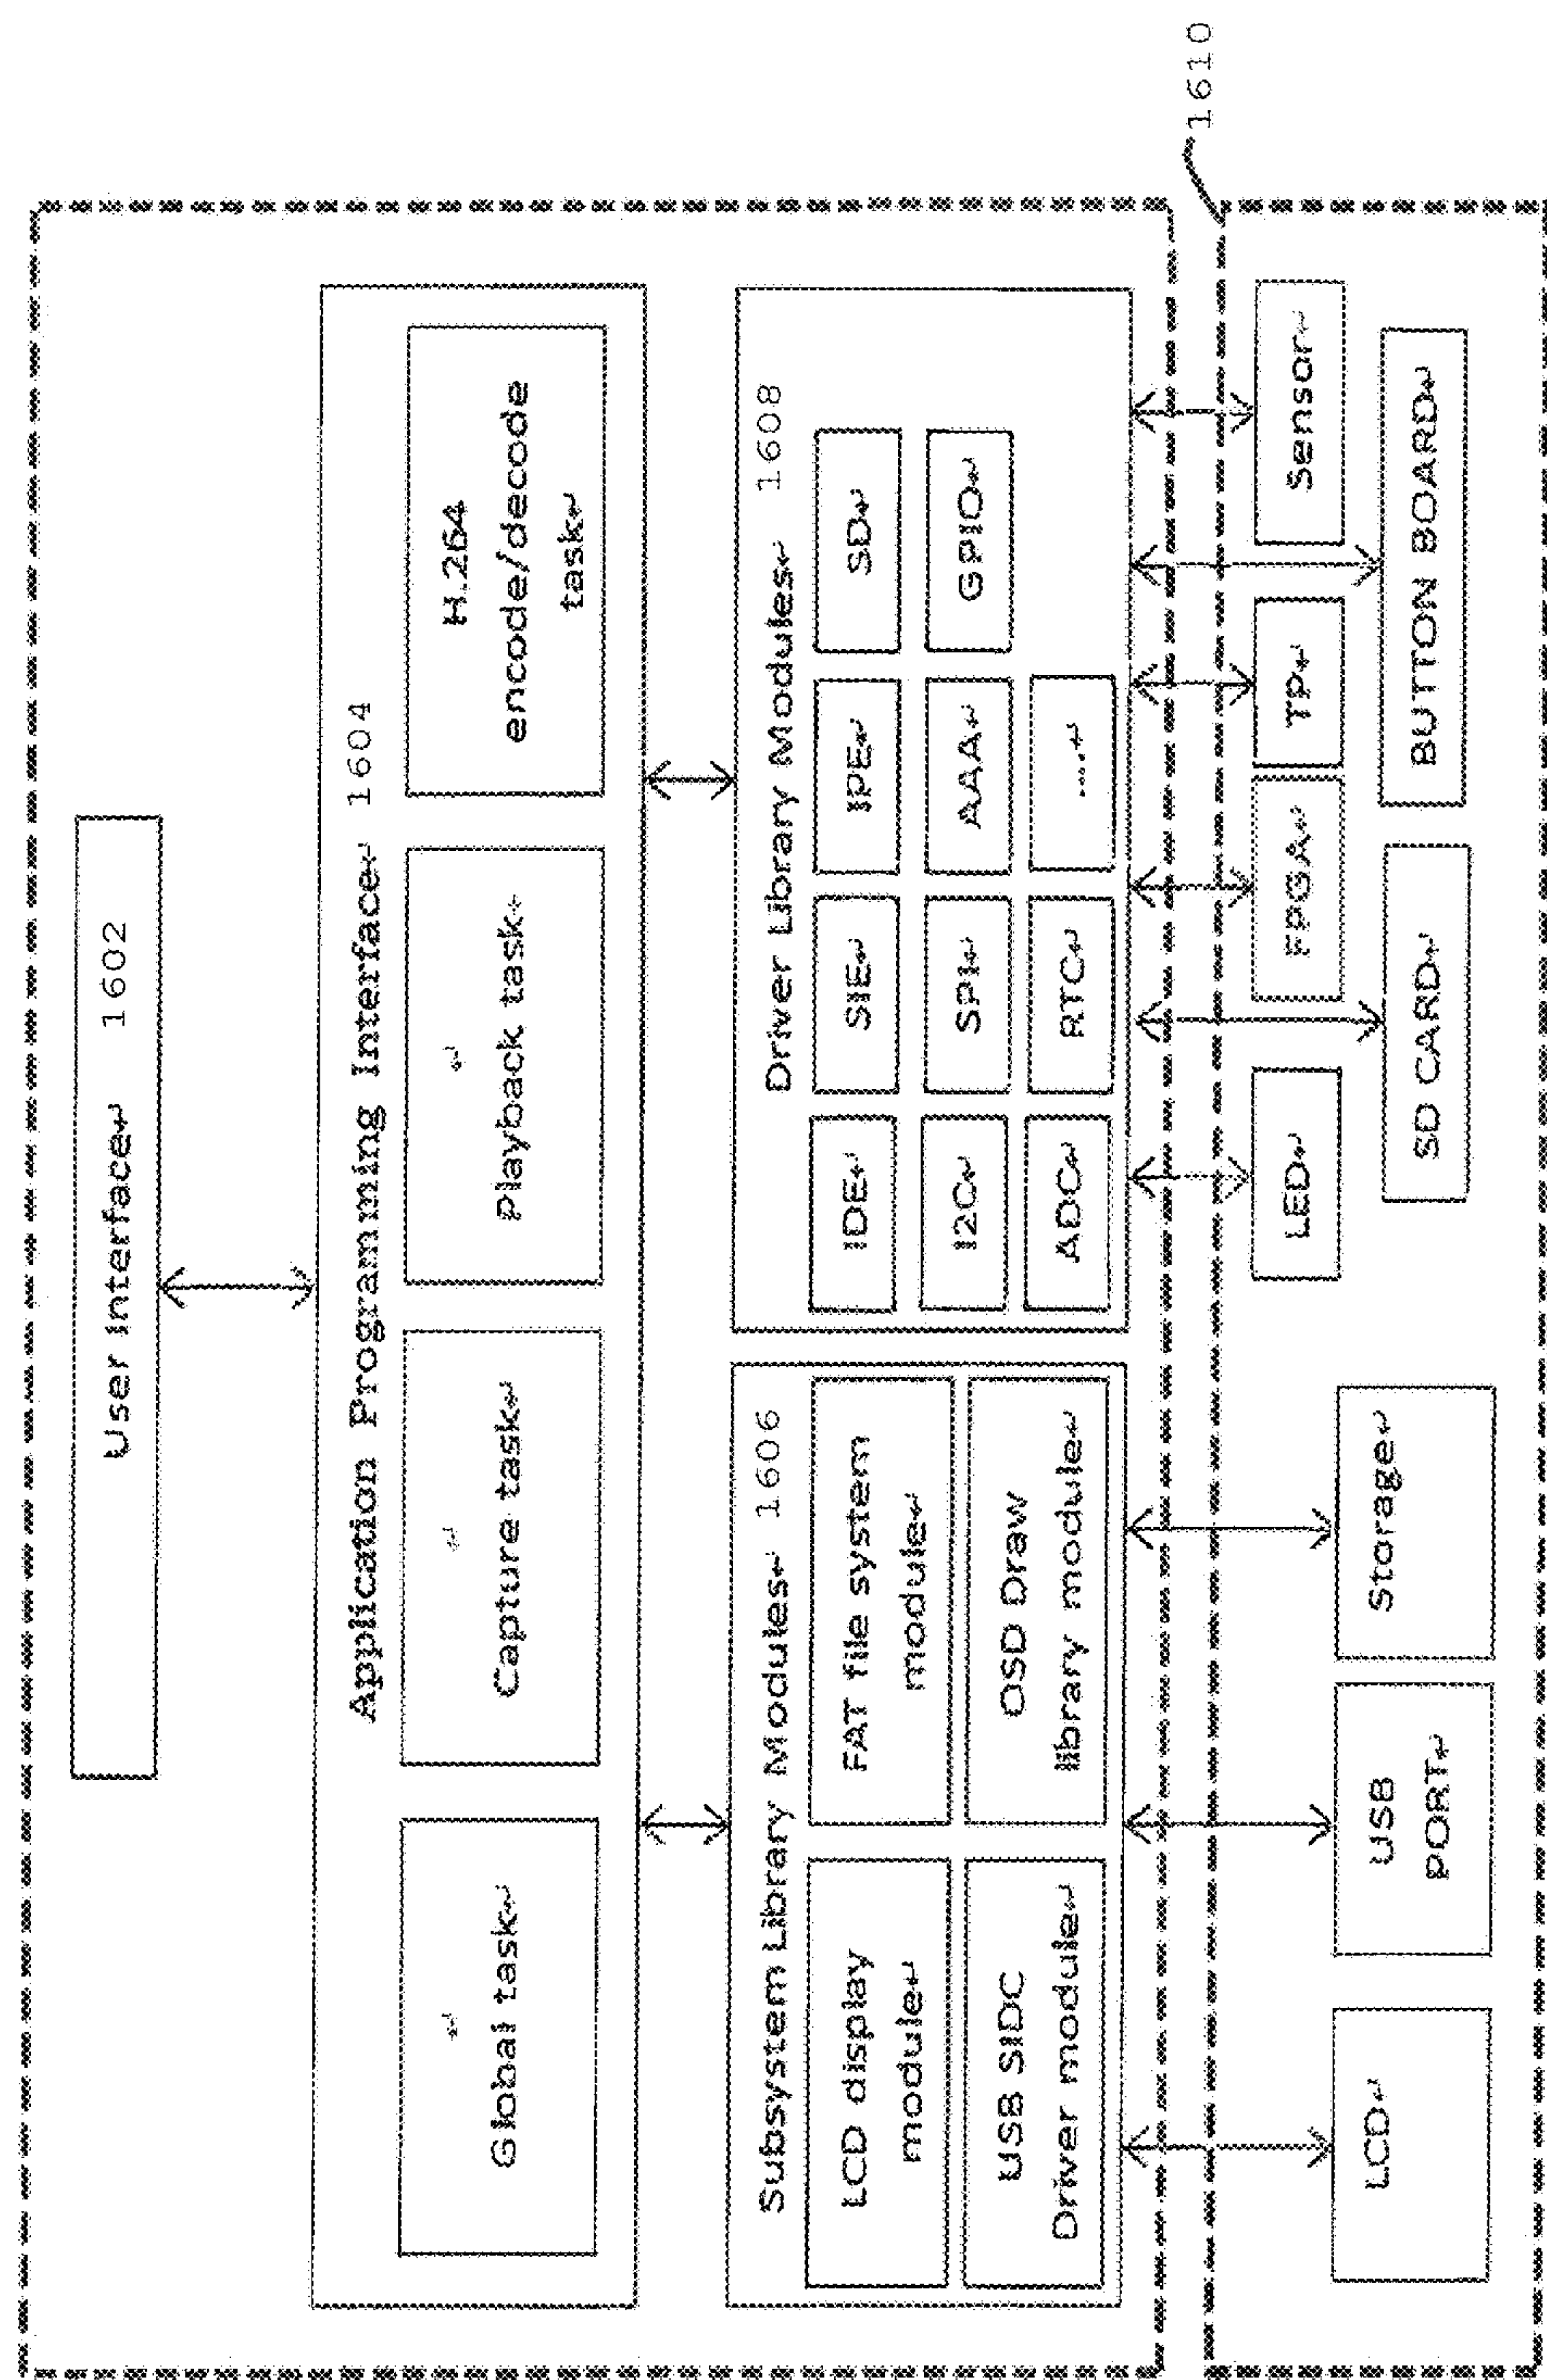 User Interface↵ 1602
Application Programming Interface↵ 1604
↵
Global task↵
↵
Capture task↵
↵
Playback task↵
H.264
encode/decode
task↵
Subsystem Library Modules↵ 1606
LCD display
module↵
FAT file system
module↵
USB SIDC
Driver module↵
OSD Draw
library module↵
Driver Library Modules↵ 1608
IDE↵
SIE↵
IPE↵
SD↵
I2C↵
SPI↵
AAA↵
GPIO↵
ADC↵
RTC↵
....↵
1610
LCD↵
USB
PORT↵
Storage↵
LED↵
FPGA↵
TP↵
Sensor↵
SD CARD↵
BUTTON BOARD↵